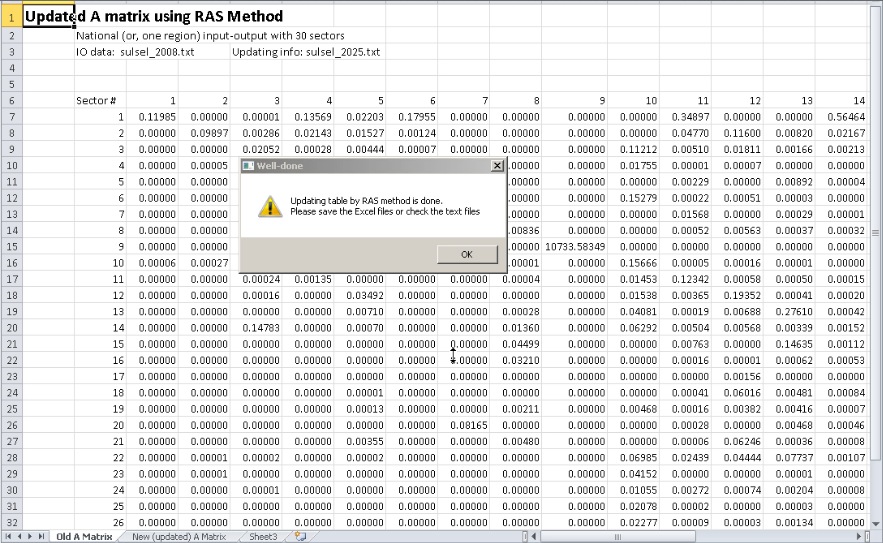 1 Updated A matrix using RAS Method
2 National (or, one region) input-output with 30 sectors
3 IO data: sulsel_2008.txt Updating info: sulsel_2025.txt
4
5
6 Sector # 1 2 3 4 5 6 7 8 9 10 11 12 13 14
7 1 0.11985 0.00000 0.00001 0.13569 0.02203 0.17955 0.00000 0.00000 0.00000 0.00000 0.34897 0.00000 0.00000 0.56464
8 2 0.00000 0.09897 0.00286 0.02143 0.01527 0.00124 0.00000 0.00000 0.00000 0.00000 0.04770 0.11600 0.00820 0.02167
9 3 0.00000 0.00000 0.02052 0.00028 0.00444 0.00007 0.00000 0.00000 0.00000 0.11212 0.00510 0.01811 0.00166 0.00213
10 4 0.00000 0.00005 0.00000 0.00000 0.01755 0.00001 0.00007 0.00000 0.00000
11 5 0.00000 0.00000 0.00000 0.00000 0.00000 0.00229 0.00000 0.00892 0.00004
12 6 0.00000 0.00000 0.00000 0.00000 0.15279 0.00022 0.00051 0.00003 0.00000
13 7 0.00000 0.00000 0.00000 0.00000 0.00000 0.01568 0.00000 0.00029 0.00001
14 8 0.00000 0.00000 .00836 0.00000 0.00000 0.00052 0.00563 0.00037 0.00032
15 9 0.00000 0.00000 .00000 10733.58349 0.00000 0.00000 0.00000 0.00000 0.00000
16 10 0.00006 0.00027 .00001 0.00000 0.15666 0.00005 0.00016 0.00001 0.00000
17 11 0.00000 0.00000 0.00024 0.00135 0.00000 0.00000 0.00000 0.00004 0.00000 0.01453 0.12342 0.00058 0.00050 0.00015
18 12 0.00000 0.00000 0.00016 0.00000 0.03492 0.00000 0.00000 0.00000 0.00000 0.01538 0.00365 0.19352 0.00041 0.00020
19 13 0.00000 0.00000 0.00000 0.00000 0.00710 0.00000 0.00000 0.00028 0.00000 0.04081 0.00019 0.00688 0.27610 0.00042
20 14 0.00000 0.00000 0.14783 0.00000 0.00070 0.00000 0.00000 0.01360 0.00000 0.06292 0.00504 0.00568 0.00339 0.00152
21 15 0.00000 0.00000 0.00000 0.00000 0.00000 0.00000 0.00000 0.04499 0.00000 0.00000 0.00763 0.00000 0.14635 0.00112
22 16 0.00000 0.00000 0.00000 0.00000 0.00000 0.00000 0.00000 0.03210 0.00000 0.00000 0.00016 0.00001 0.00062 0.00053
23 17 0.00000 0.00000 0.00000 0.00000 0.00000 0.00000 0.00000 0.00000 0.00000 0.00000 0.00000 0.00156 0.00000 0.00000
24 18 0.00000 0.00000 0.00000 0.00000 0.00001 0.00000 0.00000 0.00000 0.00000 0.00000 0.00041 0.06016 0.00481 0.00084
25 19 0.00000 0.00000 0.00000 0.00000 0.00013 0.00000 0.00000 0.00211 0.00000 0.00468 0.00016 0.00382 0.00416 0.00007
26 20 0.00000 0.00000 0.00000 0.00000 0.00000 0.00000 0.08165 0.00000 0.00000 0.00000 0.00028 0.00000 0.00468 0.00046
27 21 0.00000 0.00000 0.00000 0.00000 0.00355 0.00000 0.00000 0.00480 0.00000 0.00000 0.00006 0.06246 0.00036 0.00008
28 22 0.00000 0.00001 0.00002 0.00000 0.00002 0.00000 0.00000 0.00000 0.00000 0.06985 0.02439 0.04444 0.07737 0.00107
29 23 0.00000 0.00001 0.00000 0.00000 0.00000 0.00000 0.00000 0.00000 0.00000 0.04152 0.00000 0.00000 0.00001 0.00000
30 24 0.00000 0.00000 0.00001 0.00000 0.00000 0.00000 0.00000 0.00000 0.00000 0.01055 0.00272 0.00074 0.00204 0.00008
31 25 0.00000 0.00000 0.00000 0.00000 0.00000 0.00000 0.00000 0.00000 0.00000 0.02078 0.00002 0.00000 0.00003 0.00000
32 26 0.00000 0.00000 0.00000 0.00000 0.00000 0.00000 0.00000 0.00000 0.00000 0.02277 0.00009 0.00003 0.00134 0.00000
Well-done
Updating table by RAS method is done.
Please save the Excel files or check the text files
OK
Old A Matrix New (updated) A Matrix Sheet3